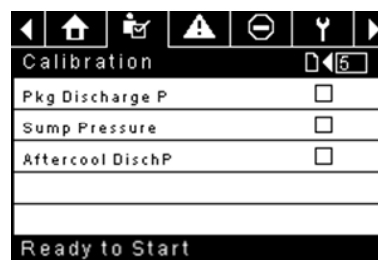 Calibration 5
Pkg Discharge P
Sump Pressure
Aftercool DischP
Ready to Start